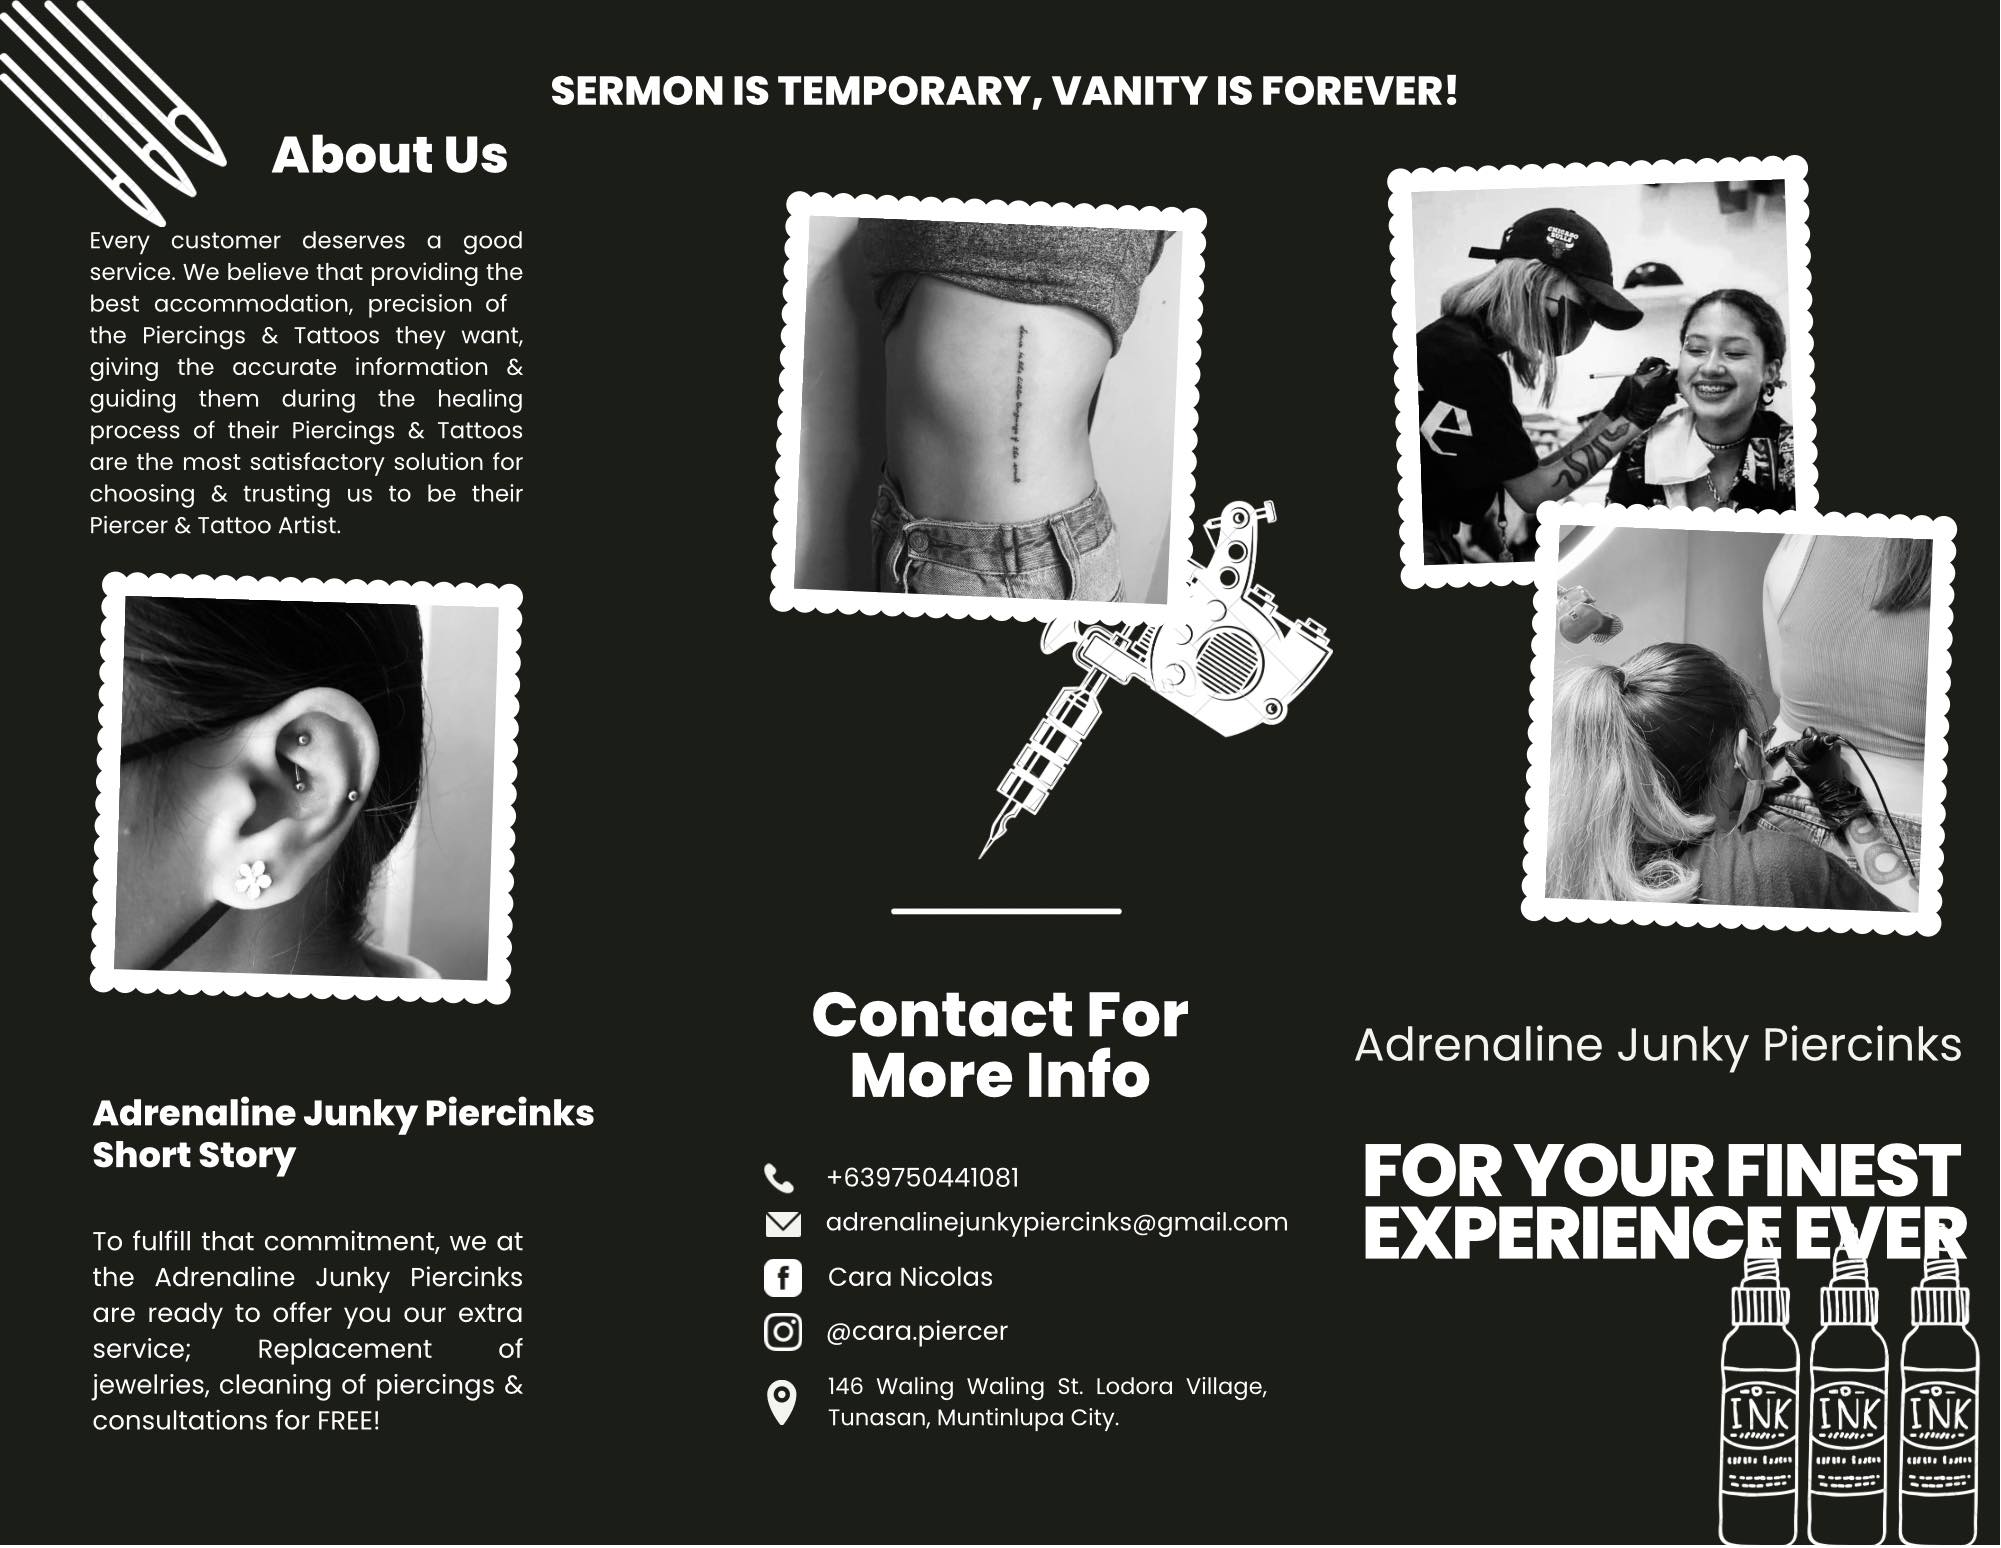 SERMON IS TEMPORARY, VANITY IS FOREVER!
About Us
Every customer deserves a good
service. We believe that providing the
best accommodation, precision of
the Piercings & Tattoos they want,
giving the accurate information &
guiding them during the healing
process of their Piercings & Tattoos
are the most satisfactory solution for
choosing & trusting us to be their
Piercer & Tattoo Artist.
Adrenaline Junky Piercinks
Short Story
To fulfill that commitment, we at
the Adrenaline Junky Piercinks
are ready to offer you our extra
service; Replacement of
jewelries, cleaning of piercings &
consultations for FREE!
Contact For
More Info
+639750441081
adrenalinejunkypiercinks@gmail.com
Cara Nicolas
@cara.piercer
146 Waling Waling St. Lodora Village,
Tunasan, Muntinlupa City.
CHICAGO
BULLS
Adrenaline Junky Piercinks
FOR YOUR FINEST
EXPERIENCE EVER
INK INK INK